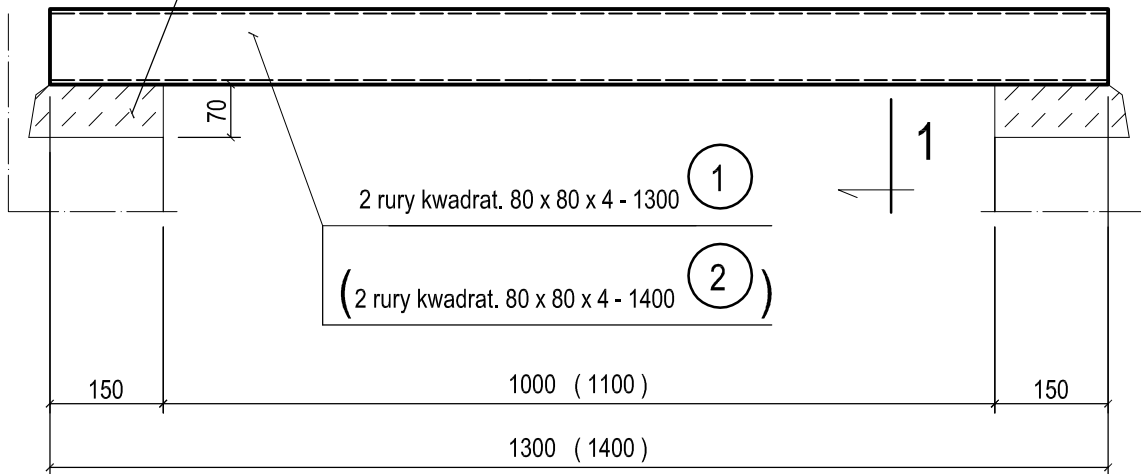 70
1
2 rury kwadrat. 80 x 80 x 4 - 1300 1
(2 rury kwadrat. 80 x 80 x 4 - 1400 2 )
150 1000 ( 1100 ) 150
1300 ( 1400 )